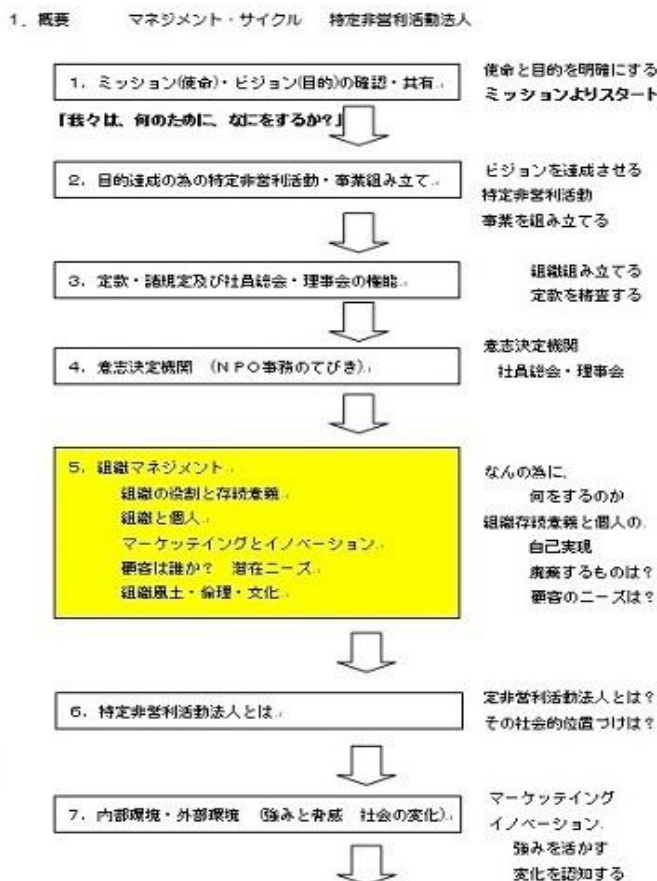 1．概要　マネジメント・サイクル　特定非営利活動法人
1．ミッション(使命)・ビジョン(目的)の確認・共有
使命と目的を明確にする
ミッションよりスタート
「我々は、何のために、なにをするか？」
2．目的達成の為の特定非営利活動・事業組み立て
ビジョンを達成させる
特定非営利活動
事業を組み立てる
3．定款・諸規定及び社員総会・理事会の権能
組織組み立てる
定款を精査する
4．意志決定機関　（NPO事務のてびき）
意志決定機関
社員総会・理事会
5．組織マネジメント
組織の役割と存続意義
組織と個人
マーケッテイングとイノベーション
顧客は誰か？　潜在ニーズ
組織風土・倫理・文化
なんの為に、
何をするのか
組織存続意義と個人の
自己実現
廃棄するものは？
顧客のニーズは？
6．特定非営利活動法人とは
定非営利活動法人とは？
その社会的位置づけは？
7．内部環境・外部環境　（強みと脅威　社会の変化）
マーケッテイング
イノベーション
強みを活かす
変化を認知する